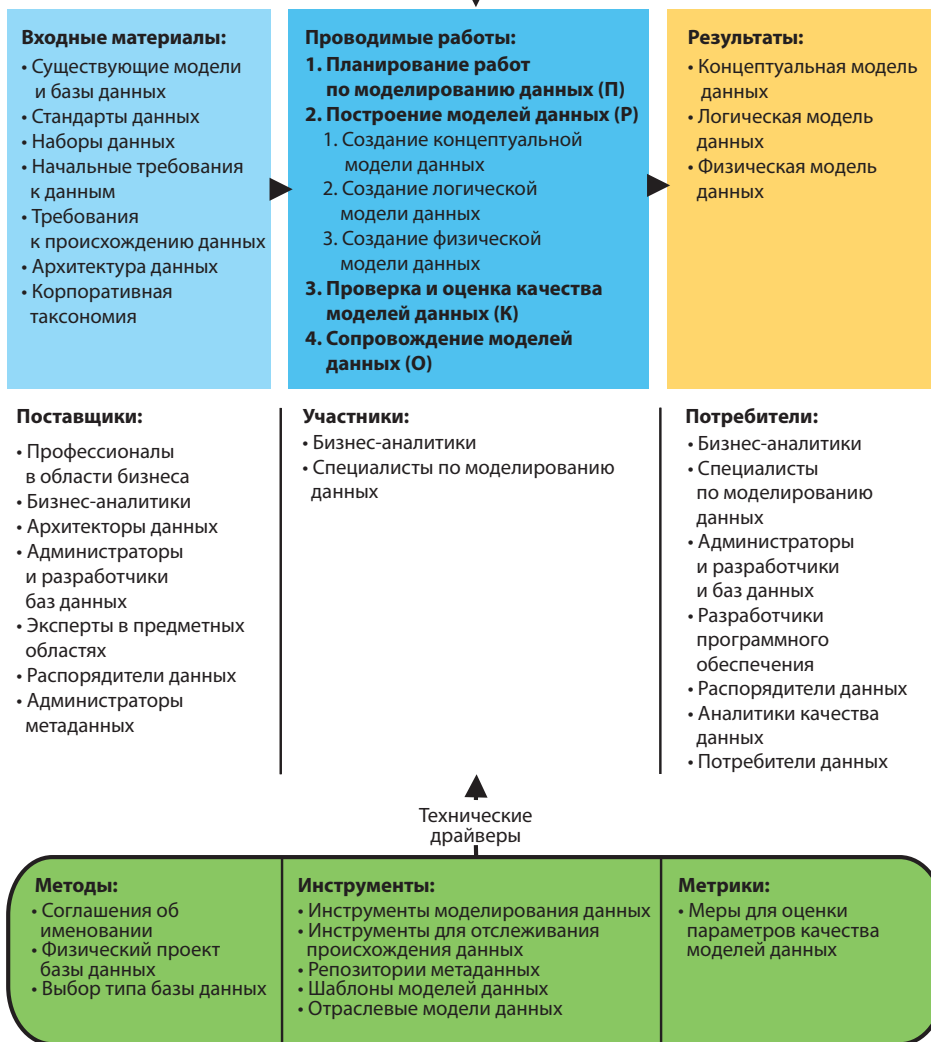 Входные материалы:
• Существующие модели
и базы данных
• Стандарты данных
• Наборы данных
• Начальные требования
к данным
• Требования
к происхождению данных
• Архитектура данных
• Корпоративная
таксономия
Проводимые работы:
1. Планирование работ
по моделированию данных (П)
2. Построение моделей данных (Р)
1. Создание концептуальной
модели данных
2. Создание логической
модели данных
3. Создание физической
модели данных
3. Проверка и оценка качества
моделей данных (К)
4. Сопровождение моделей
данных (О)
Результаты:
• Концептуальная модель
данных
• Логическая модель
данных
• Физическая модель
данных
Поставщики:
• Профессионалы
в области бизнеса
• Бизнес-аналитики
• Архитекторы данных
• Администраторы
и разработчики
баз данных
• Эксперты в предметных
областях
• Распорядители данных
• Администраторы
метаданных
Участники:
• Бизнес-аналитики
• Специалисты по моделированию
данных
Потребители:
• Бизнес-аналитики
• Специалисты
по моделированию
данных
• Администраторы
и разработчики
и баз данных
• Разработчики
программного
обеспечения
• Распорядители данных
• Аналитики качества
данных
• Потребители данных
Технические
драйверы
Методы:
• Соглашения об
именовании
• Физический проект
базы данных
• Выбор типа базы данных
Инструменты:
• Инструменты моделирования данных
• Инструменты для отслеживания
происхождения данных
• Репозитории метаданных
• Шаблоны моделей данных
• Отраслевые модели данных
Метрики:
• Меры для оценки
параметров качества
моделей данных